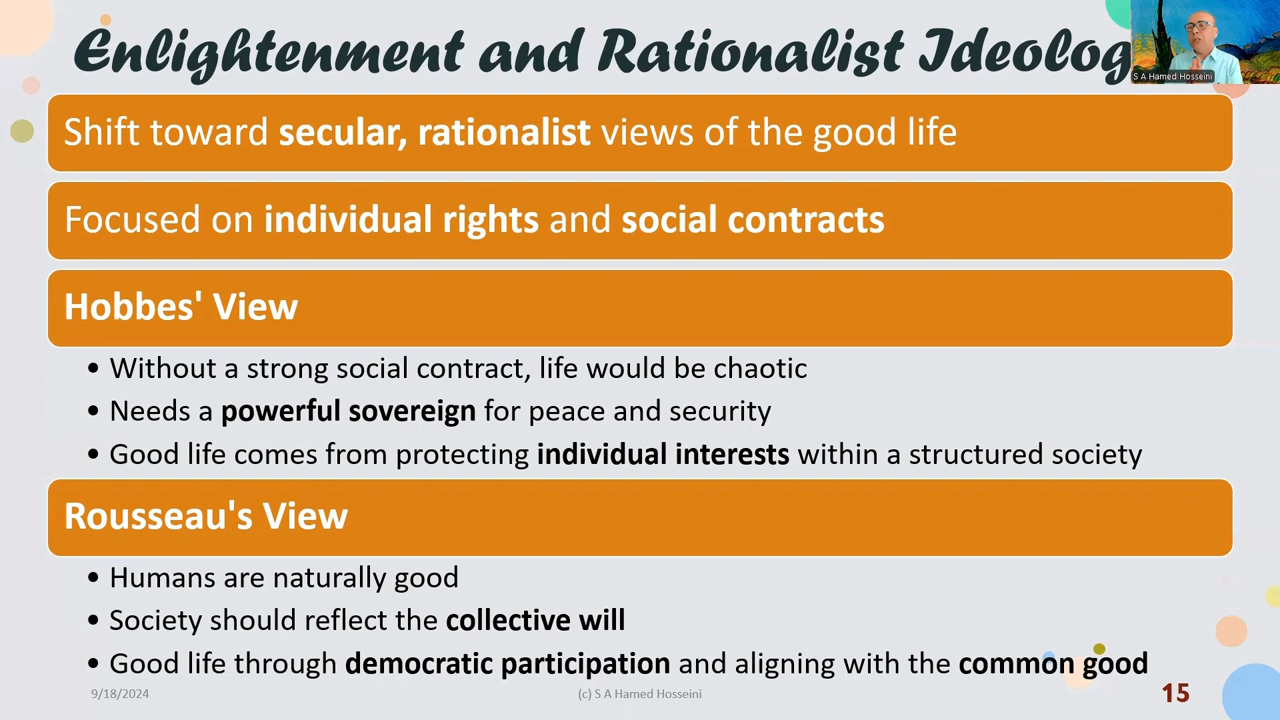 Enlightenment and Rationalist Ideolog
S A Hamed Hosseini
Shift toward secular, rationalist views of the good life
Focused on individual rights and social contracts
Hobbes' View
• Without a strong social contract, life would be chaotic
• Needs a powerful sovereign for peace and security
• Good life comes from protecting individual interests within a structured society
Rousseau's View
• Humans are naturally good
• Society should reflect the collective will
• Good life through democratic participation and aligning with the common good
9/18/2024
(c) S A Hamed Hosseini
15